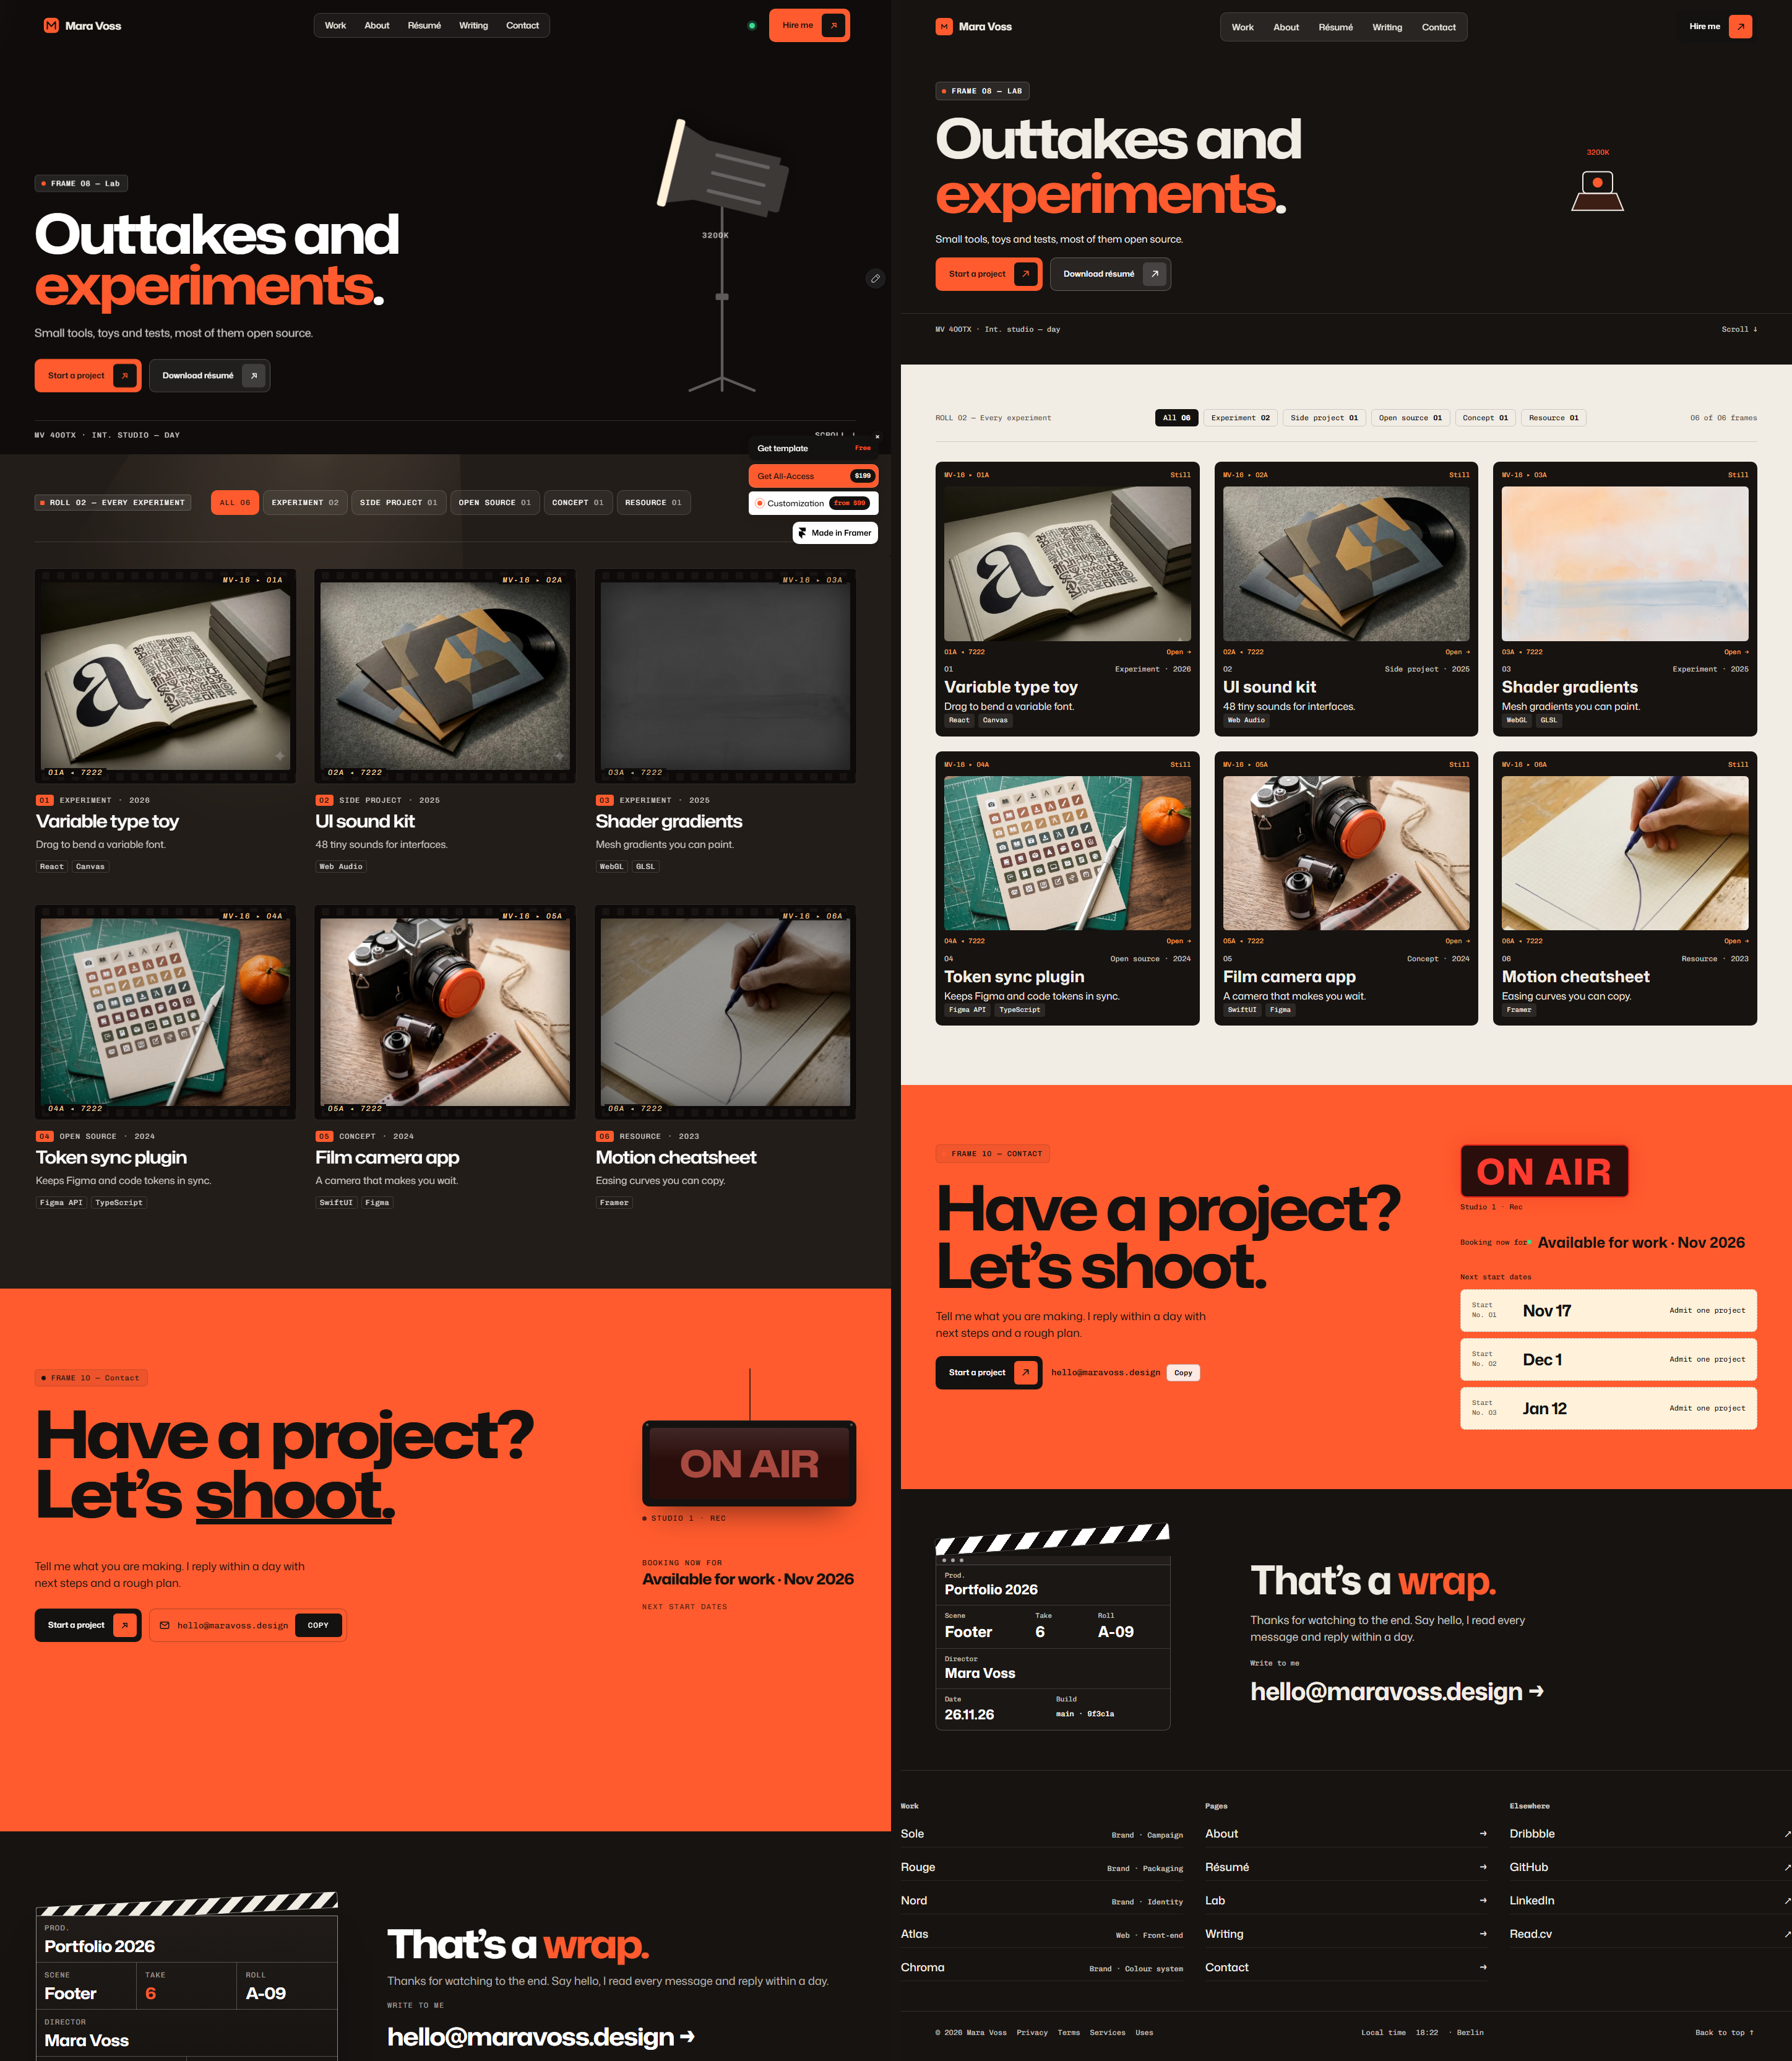 Mara Voss
Work About Résumé Writing Contact
Hire me
FRAME 08 — Lab
Outtakes and
experiments.
Small tools, toys and tests, most of them open source.
Start a project
Download résumé
3200K
MV 400TX · INT. STUDIO — DAY
Get template Free
Get All-Access $199
Customization from $99
Made in Framer
ROLL 02 — EVERY EXPERIMENT
ALL 06 EXPERIMENT 02 SIDE PROJECT 01 OPEN SOURCE 01 CONCEPT 01 RESOURCE 01
MV-16 ▸ 01A
a
01A ◂ 7222
01 EXPERIMENT · 2026
Variable type toy
Drag to bend a variable font.
React Canvas
MV-16 ▸ 02A
02A ◂ 7222
02 SIDE PROJECT · 2025
UI sound kit
48 tiny sounds for interfaces.
Web Audio
MV-16 ▸ 03A
03A ◂ 7222
03 EXPERIMENT · 2025
Shader gradients
Mesh gradients you can paint.
WebGL GLSL
MV-16 ▸ 04A
04A ◂ 7222
04 OPEN SOURCE · 2024
Token sync plugin
Keeps Figma and code tokens in sync.
Figma API TypeScript
MV-16 ▸ 05A
05A ◂ 7222
05 CONCEPT · 2024
Film camera app
A camera that makes you wait.
SwiftUI Figma
MV-16 ▸ 06A
06A ◂ 7222
06 RESOURCE · 2023
Motion cheatsheet
Easing curves you can copy.
Framer
FRAME 10 — Contact
Have a project?
Let’s shoot.
Tell me what you are making. I reply within a day with
next steps and a rough plan.
Start a project
hello@maravoss.design COPY
ON AIR
STUDIO 1 · REC
BOOKING NOW FOR
Available for work · Nov 2026
NEXT START DATES
PROD.
Portfolio 2026
SCENE TAKE ROLL
Footer 6 A-09
DIRECTOR
Mara Voss
That’s a wrap.
Thanks for watching to the end. Say hello, I read every message and reply within a day.
WRITE TO ME
hello@maravoss.design →
Mara Voss
Work About Résumé Writing Contact
Hire me
FRAME 08 — LAB
Outtakes and
experiments.
Small tools, toys and tests, most of them open source.
Start a project
Download résumé
3200K
MV 400TX · Int. studio — day
Scroll ↓
ROLL 02 — Every experiment
All 06 Experiment 02 Side project 01 Open source 01 Concept 01 Resource 01
06 of 06 frames
MV-16 ▸ 01A Still
a
01A ◂ 7222 Open →
01 Experiment · 2026
Variable type toy
Drag to bend a variable font.
React Canvas
MV-16 ▸ 02A Still
02A ◂ 7222 Open →
02 Side project · 2025
UI sound kit
48 tiny sounds for interfaces.
Web Audio
MV-16 ▸ 03A Still
03A ◂ 7222 Open →
03 Experiment · 2025
Shader gradients
Mesh gradients you can paint.
WebGL GLSL
MV-16 ▸ 04A Still
04A ◂ 7222 Open →
04 Open source · 2024
Token sync plugin
Keeps Figma and code tokens in sync.
Figma API TypeScript
MV-16 ▸ 05A Still
05A ◂ 7222 Open →
05 Concept · 2024
Film camera app
A camera that makes you wait.
SwiftUI Figma
MV-16 ▸ 06A Still
06A ◂ 7222 Open →
06 Resource · 2023
Motion cheatsheet
Easing curves you can copy.
Framer
FRAME 10 — CONTACT
Have a project?
Let’s shoot.
Tell me what you are making. I reply within a day with
next steps and a rough plan.
Start a project
hello@maravoss.design Copy
ON AIR
Studio 1 · Rec
Booking now for Available for work · Nov 2026
Next start dates
Start
No. 01
Nov 17
Admit one project
Start
No. 02
Dec 1
Admit one project
Start
No. 03
Jan 12
Admit one project
Prod.
Portfolio 2026
Scene Take Roll
Footer 6 A-09
Director
Mara Voss
Date Build
26.11.26 main · 9f3c1a
That’s a wrap.
Thanks for watching to the end. Say hello, I read every
message and reply within a day.
Write to me
hello@maravoss.design →
Work
Sole Brand · Campaign
Rouge Brand · Packaging
Nord Brand · Identity
Atlas Web · Front-end
Chroma Brand · Colour system
Pages
About →
Résumé →
Lab →
Writing →
Contact →
Elsewhere
Dribbble ↗
GitHub ↗
LinkedIn ↗
Read.cv ↗
© 2026 Mara Voss Privacy Terms Services Uses
Local time 18:22 · Berlin
Back to top ↑